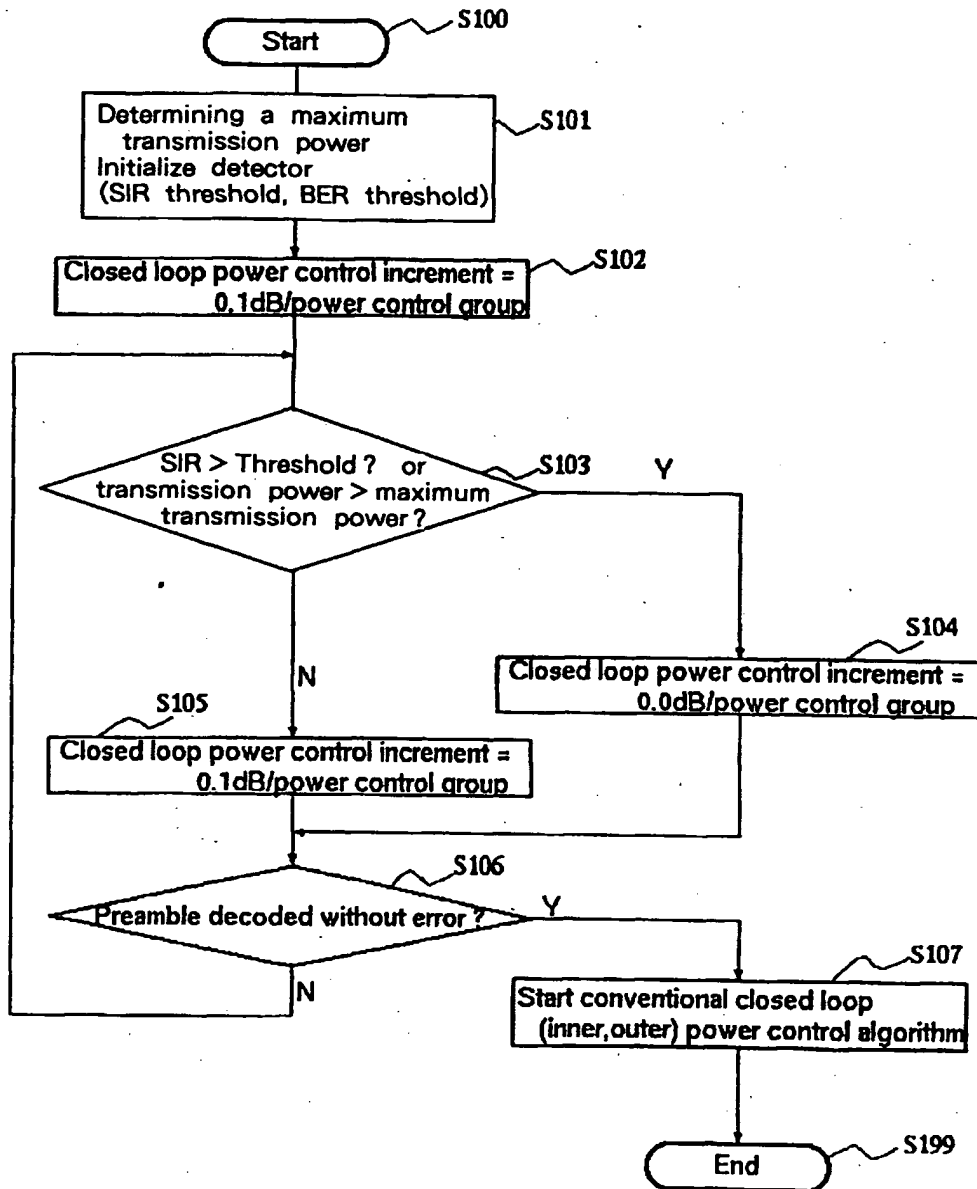 S100
Start
S101
Determining a maximum
transmission power
Initialize detector
(SIR threshold, BER threshold)
S102
Closed loop power control increment =
0.1dB/power control group
S103
SIR > Threshold ? or
transmission power > maximum
transmission power ?
Y
S104
Closed loop power control increment =
0.0dB/power control group
N
S105
Closed loop power control increment =
0.1dB/power control group
S106
Preamble decoded without error ?
Y
N
S107
Start conventional closed loop
(inner,outer) power control algorithm
S199
End